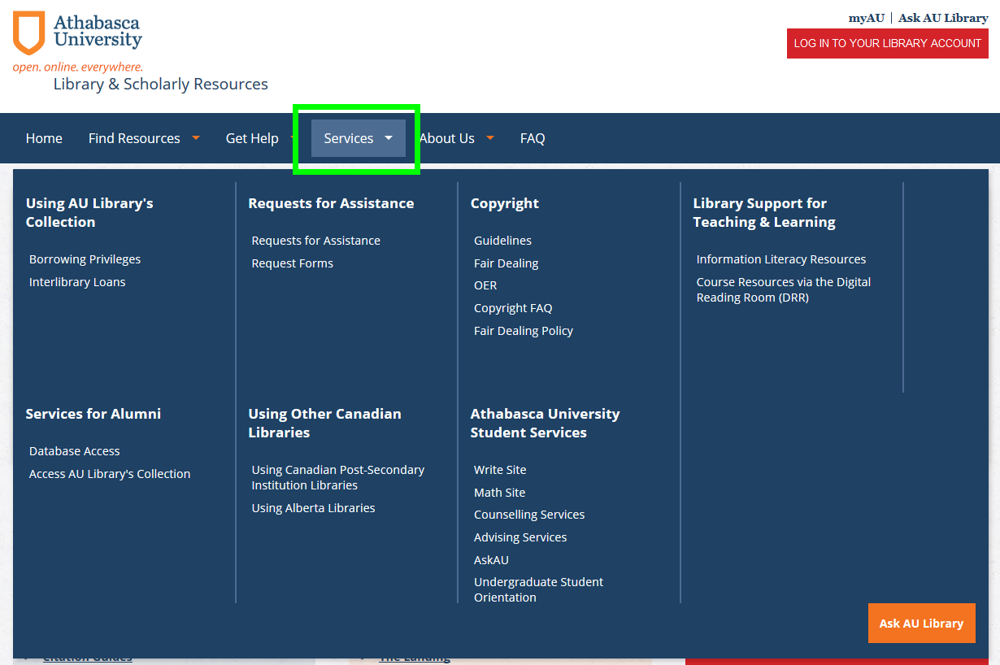 Athabasca
University
open. online. everywhere.
Library & Scholarly Resources
myAU | Ask AU Library
LOG IN TO YOUR LIBRARY ACCOUNT
Home Find Resources Get Help Services About Us FAQ
Using AU Library's
Collection
Borrowing Privileges
Interlibrary Loans
Requests for Assistance
Requests for Assistance
Request Forms
Copyright
Guidelines
Fair Dealing
OER
Copyright FAQ
Fair Dealing Policy
Library Support for
Teaching & Learning
Information Literacy Resources
Course Resources via the Digital
Reading Room (DRR)
Services for Alumni
Database Access
Access AU Library's Collection
Using Other Canadian
Libraries
Using Canadian Post-Secondary
Institution Libraries
Using Alberta Libraries
Athabasca University
Student Services
Write Site
Math Site
Counselling Services
Advising Services
AskAU
Undergraduate Student
Orientation
Ask AU Library
Citation Guides
The Landing